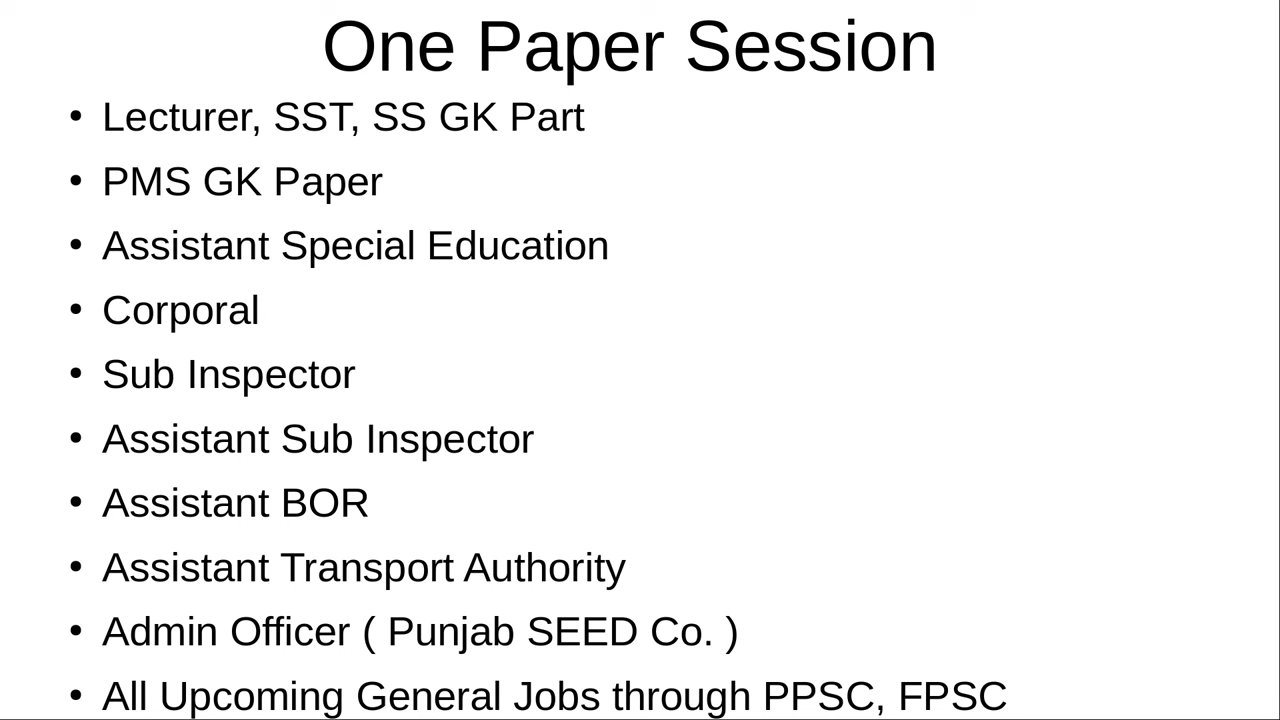 One Paper Session
• Lecturer, SST, SS GK Part
• PMS GK Paper
• Assistant Special Education
• Corporal
• Sub Inspector
• Assistant Sub Inspector
• Assistant BOR
• Assistant Transport Authority
• Admin Officer ( Punjab SEED Co. )
• All Upcoming General Jobs through PPSC, FPSC